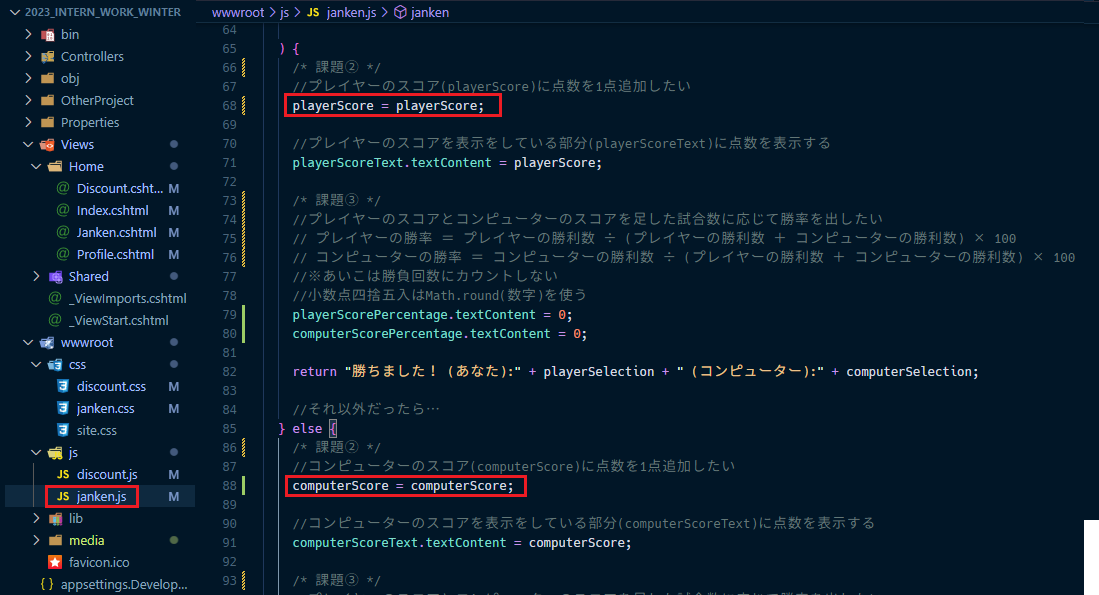 2023_INTERN_WORK_WINTER
bin
Controllers
obj
OtherProject
Properties
Views
Home
Discount.csht... M
Index.cshtml M
Janken.cshtml M
Profile.cshtml M
Shared
_ViewImports.cshtml
_ViewStart.cshtml
wwwroot
css
discount.css M
janken.css M
site.css
js
JS discount.js M
JS janken.js M
lib
media
favicon.ico
{ } appsettings.Develop...
wwwroot > js > JS janken.js > janken
64
65 ) {
66 /* 課題② */
67 //プレイヤーのスコア(playerScore)に点数を1点追加したい
68 playerScore = playerScore;
69
70 //プレイヤーのスコアを表示をしている部分(playerScoreText)に点数を表示する
71 playerScoreText.textContent = playerScore;
72
73 /* 課題③ */
74 //プレイヤーのスコアとコンピューターのスコアを足した試合数に応じて勝率を出したい
75 // プレイヤーの勝率 ＝ プレイヤーの勝利数 ÷ (プレイヤーの勝利数 ＋ コンピューターの勝利数) × 100
76 // コンピューターの勝率 ＝ コンピューターの勝利数 ÷ (プレイヤーの勝利数 ＋ コンピューターの勝利数) × 100
77 //※あいこは勝負回数にカウントしない
78 //小数点四捨五入はMath.round(数字)を使う
79 playerScorePercentage.textContent = 0;
80 computerScorePercentage.textContent = 0;
81
82 return "勝ちました！ (あなた):" + playerSelection + " (コンピューター):" + computerSelection;
83
84 //それ以外だったら…
85 } else {
86 /* 課題② */
87 //コンピューターのスコア(computerScore)に点数を1点追加したい
88 computerScore = computerScore;
89
90 //コンピューターのスコアを表示をしている部分(computerScoreText)に点数を表示する
91 computerScoreText.textContent = computerScore;
92
93 /* 課題③ */